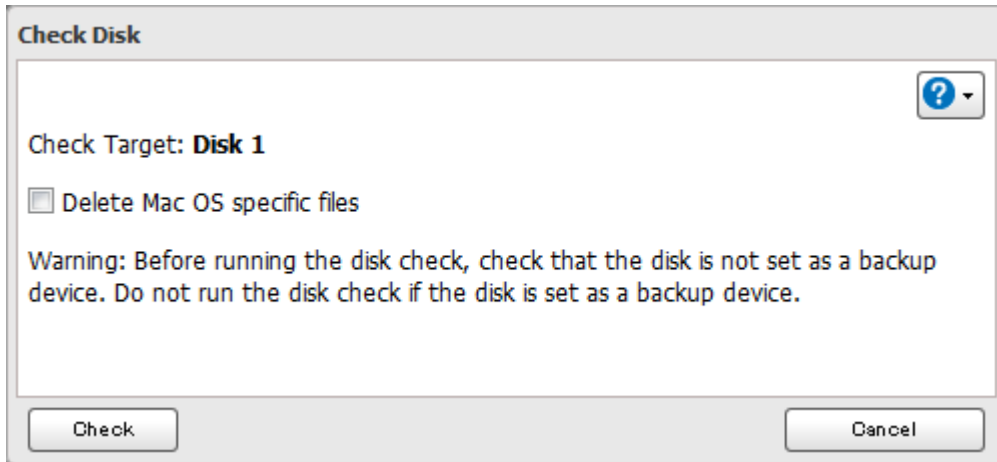 Check Disk
?
Check Target: Disk 1
Delete Mac OS specific files
Warning: Before running the disk check, check that the disk is not set as a backup
device. Do not run the disk check if the disk is set as a backup device.
Check
Cancel